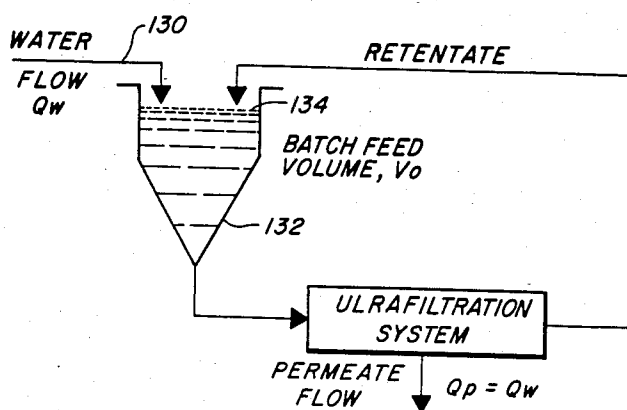 WATER
130
FLOW
Qw
RETENTATE
134
BATCH FEED
VOLUME, Vo
132
ULRAFILTRATION
SYSTEM
PERMEATE
FLOW
Qp = Qw